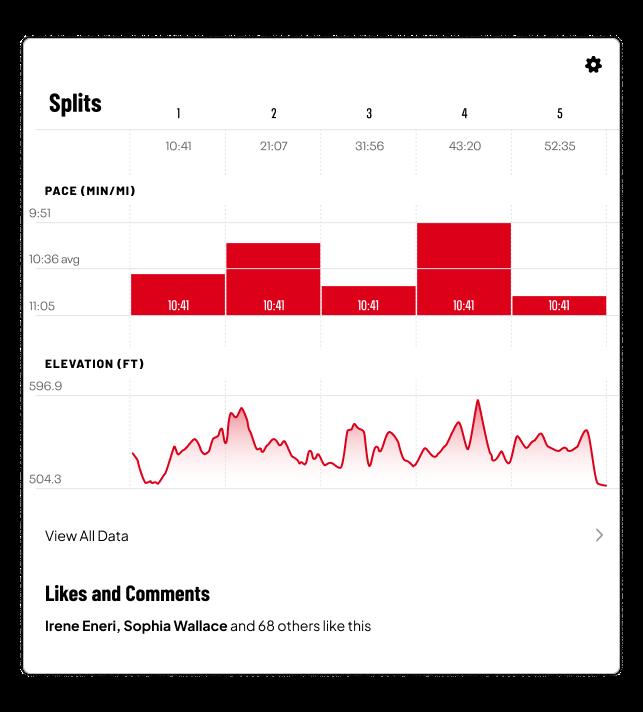 Splits 1 2 3 4 5
10:41 21:07 31:56 43:20 52:35
PACE (MIN/MI)
9:51
10:36 avg
11:05 10:41 10:41 10:41 10:41 10:41
ELEVATION (FT)
596.9
504.3
View All Data
Likes and Comments
Irene Eneri, Sophia Wallace and 68 others like this